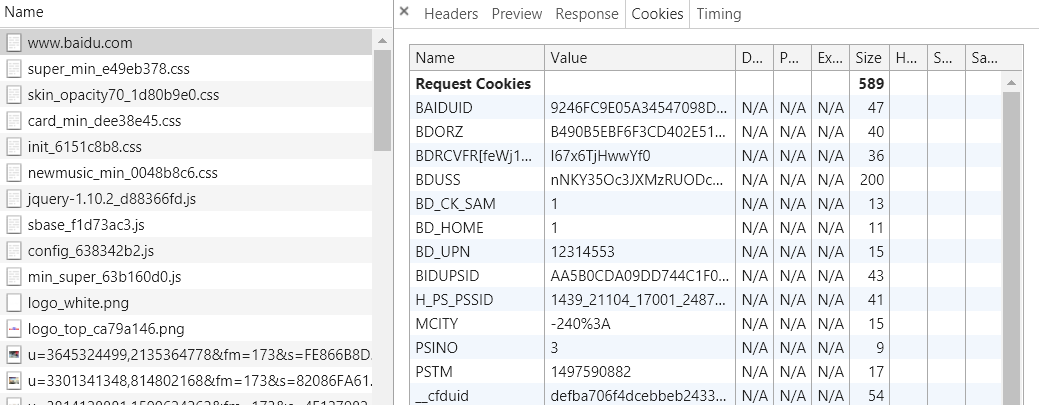 Name
www.baidu.com
super_min_e49eb378.css
skin_opacity70_1d80b9e0.css
card_min_dee38e45.css
init_6151c8b8.css
newmusic_min_0048b8c6.css
jquery-1.10.2_d88366fd.js
sbase_f1d73ac3.js
config_638342b2.js
min_super_63b160d0.js
logo_white.png
logo_top_ca79a146.png
u=3645324499,2135364778&fm=173&s=FE866B8D...
u=3301341348,814802168&fm=173&s=82086FA61...
× Headers Preview Response Cookies Timing
Name Value D... P... Ex... Size H... S... Sa...
Request Cookies 589
BAIDUID 9246FC9E05A34547098D... N/A N/A N/A 47
BDORZ B490B5EBF6F3CD402E51... N/A N/A N/A 40
BDRCVFR[feWj1... I67x6TjHwwYf0 N/A N/A N/A 36
BDUSS nNKY35Oc3JXMzRUODc... N/A N/A N/A 200
BD_CK_SAM 1 N/A N/A N/A 13
BD_HOME 1 N/A N/A N/A 11
BD_UPN 12314553 N/A N/A N/A 15
BIDUPSID AA5B0CDA09DD744C1F0... N/A N/A N/A 43
H_PS_PSSID 1439_21104_17001_2487... N/A N/A N/A 41
MCITY -240%3A N/A N/A N/A 15
PSINO 3 N/A N/A N/A 9
PSTM 1497590882 N/A N/A N/A 17
__cfduid defba706f4dcebbeb2433... N/A N/A N/A 54